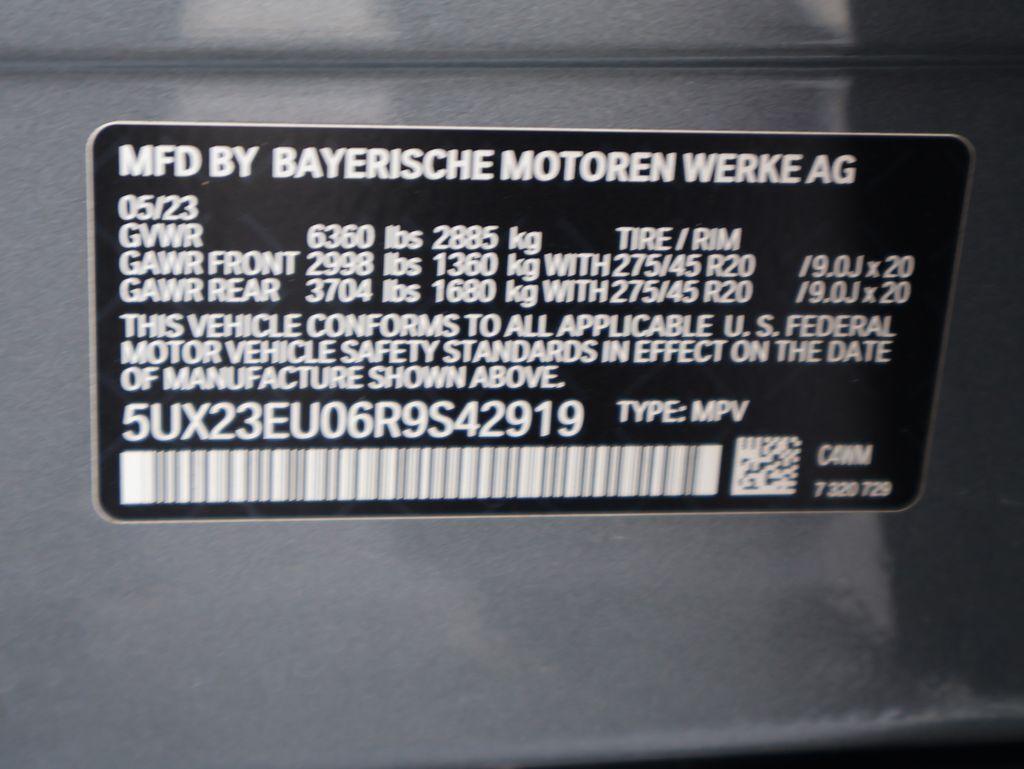 MFD BY BAYERISCHE MOTOREN WERKE AG
05/23
GVWR 6360 lbs 2885 kg TIRE / RIM
GAWR FRONT 2998 lbs 1360 kg WITH 275/45 R20 /9.0J x 20
GAWR REAR 3704 lbs 1680 kg WITH 275/45 R20 /9.0J x 20
THIS VEHICLE CONFORMS TO ALL APPLICABLE U. S. FEDERAL
MOTOR VEHICLE SAFETY STANDARDS IN EFFECT ON THE DATE
OF MANUFACTURE SHOWN ABOVE.
5UX23EU06R9S42919 TYPE: MPV
C4WM
7 320 729